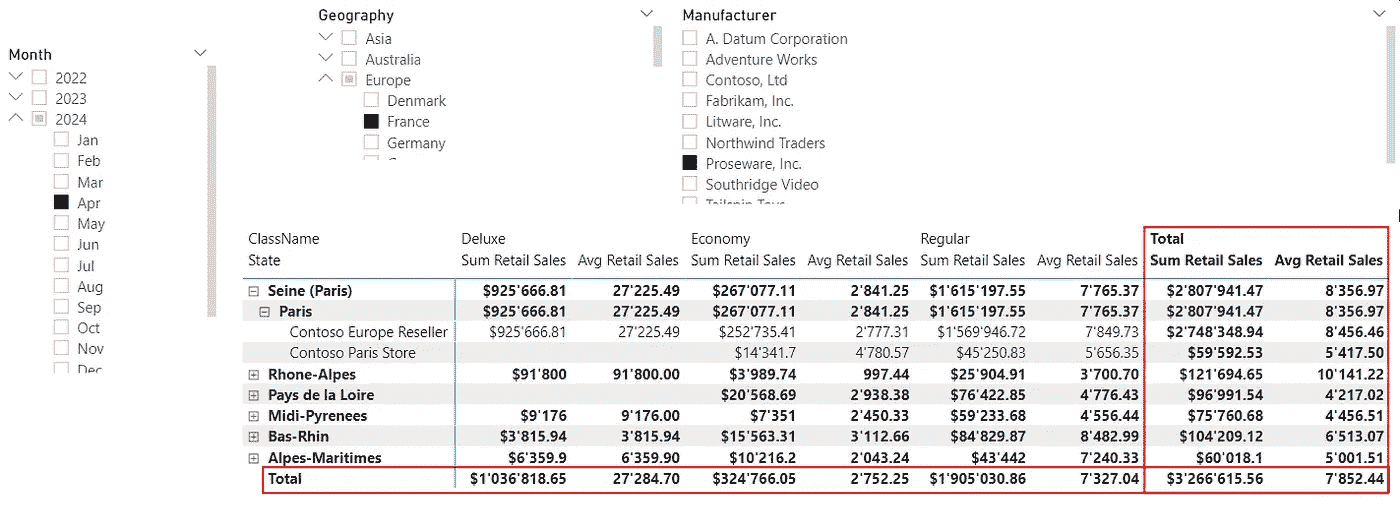 Month
2022
2023
2024
Jan
Feb
Mar
Apr
May
Jun
Jul
Aug
Sep
Oct
Nov
Dec
Geography
Asia
Australia
Europe
Denmark
France
Germany
Manufacturer
A. Datum Corporation
Adventure Works
Contoso, Ltd
Fabrikam, Inc.
Litware, Inc.
Northwind Traders
Proseware, Inc.
Southridge Video
Tailspin Toys
ClassName Deluxe Economy Regular Total
State Sum Retail Sales Avg Retail Sales Sum Retail Sales Avg Retail Sales Sum Retail Sales Avg Retail Sales Sum Retail Sales Avg Retail Sales
Seine (Paris) $925'666.81 27'225.49 $267'077.11 2'841.25 $1'615'197.55 7'765.37 $2'807'941.47 8'356.97
Paris $925'666.81 27'225.49 $267'077.11 2'841.25 $1'615'197.55 7'765.37 $2'807'941.47 8'356.97
Contoso Europe Reseller $925'666.81 27'225.49 $252'735.41 2'777.31 $1'569'946.72 7'849.73 $2'748'348.94 8'456.46
Contoso Paris Store $14'341.7 4'780.57 $45'250.83 5'656.35 $59'592.53 5'417.50
Rhone-Alpes $91'800 91'800.00 $3'989.74 997.44 $25'904.91 3'700.70 $121'694.65 10'141.22
Pays de la Loire $20'568.69 2'938.38 $76'422.85 4'776.43 $96'991.54 4'217.02
Midi-Pyrenees $9'176 9'176.00 $7'351 2'450.33 $59'233.68 4'556.44 $75'760.68 4'456.51
Bas-Rhin $3'815.94 3'815.94 $15'563.31 3'112.66 $84'829.87 8'482.99 $104'209.12 6'513.07
Alpes-Maritimes $6'359.9 6'359.90 $10'216.2 2'043.24 $43'442 7'240.33 $60'018.1 5'001.51
Total $1'036'818.65 27'284.70 $324'766.05 2'752.25 $1'905'030.86 7'327.04 $3'266'615.56 7'852.44